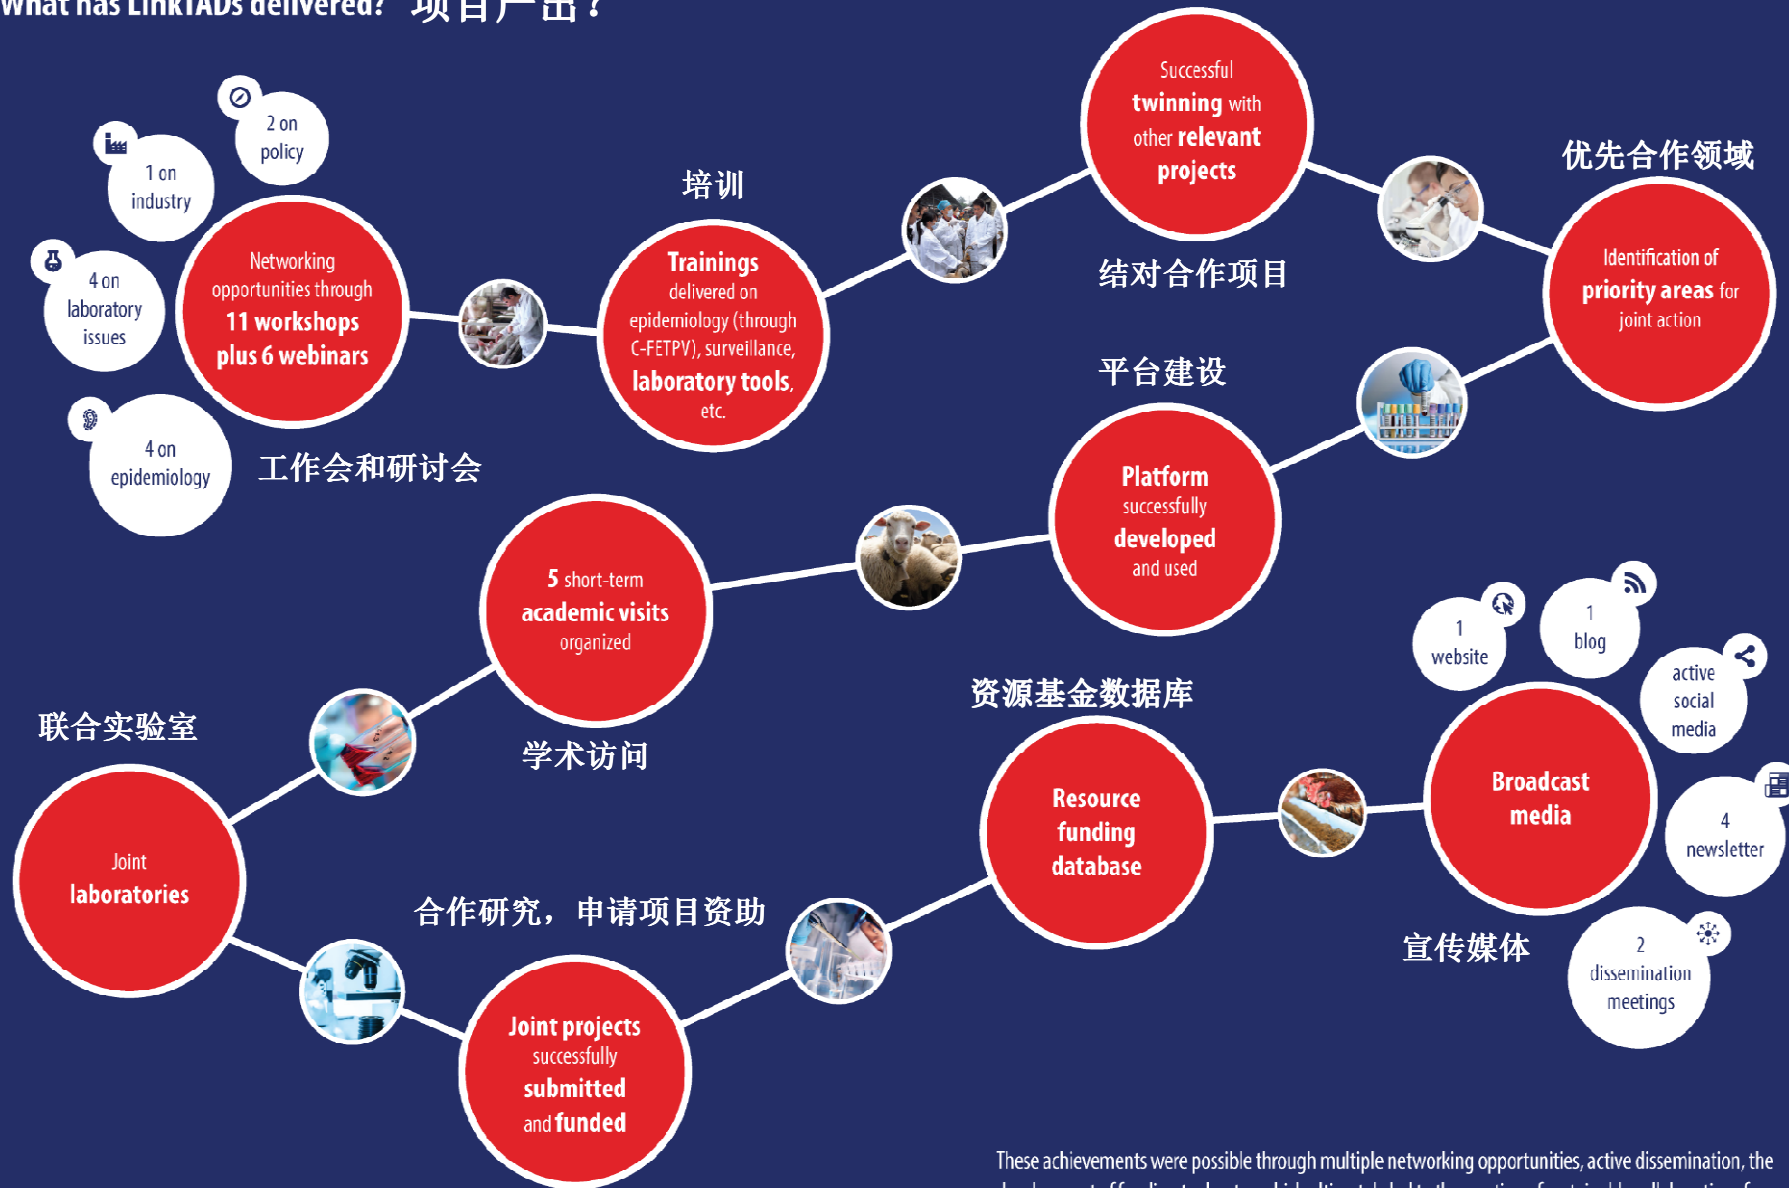 What has LinkTADs delivered? 项目产出？
2 on
policy
1 on
industry
4 on
laboratory
issues
4 on
epidemiology
Networking
opportunities through
11 workshops
plus 6 webinars
工作会和研讨会
培训
Trainings
delivered on
epidemiology (through
C-FETPV), surveillance,
laboratory tools,
etc.
Successful
twinning with
other relevant
projects
结对合作项目
优先合作领域
Identification of
priority areas for
joint action
平台建设
Platform
successfully
developed
and used
5 short-term
academic visits
organized
学术访问
联合实验室
Joint
laboratories
合作研究，申请项目资助
Joint projects
successfully
submitted
and funded
资源基金数据库
Resource
funding
database
Broadcast
media
宣传媒体
1
website
1
blog
active
social
media
4
newsletter
2
dissemination
meetings
These achievements were possible through multiple networking opportunities, active dissemination, the